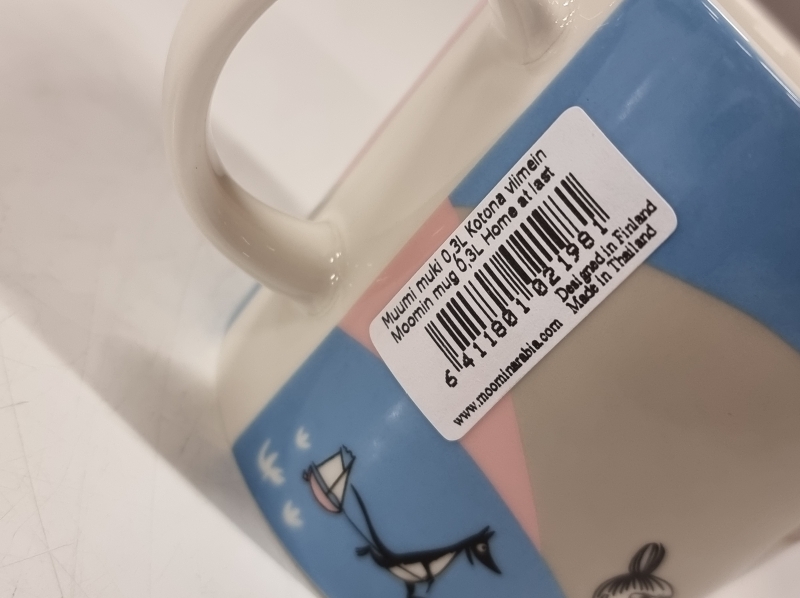 Muumi muki 0,3L Kotona viimein
Moomin mug 0,3L Home at last
6 411801 021981
Designed in Finland
www.moominarabia.com Made in Thailand